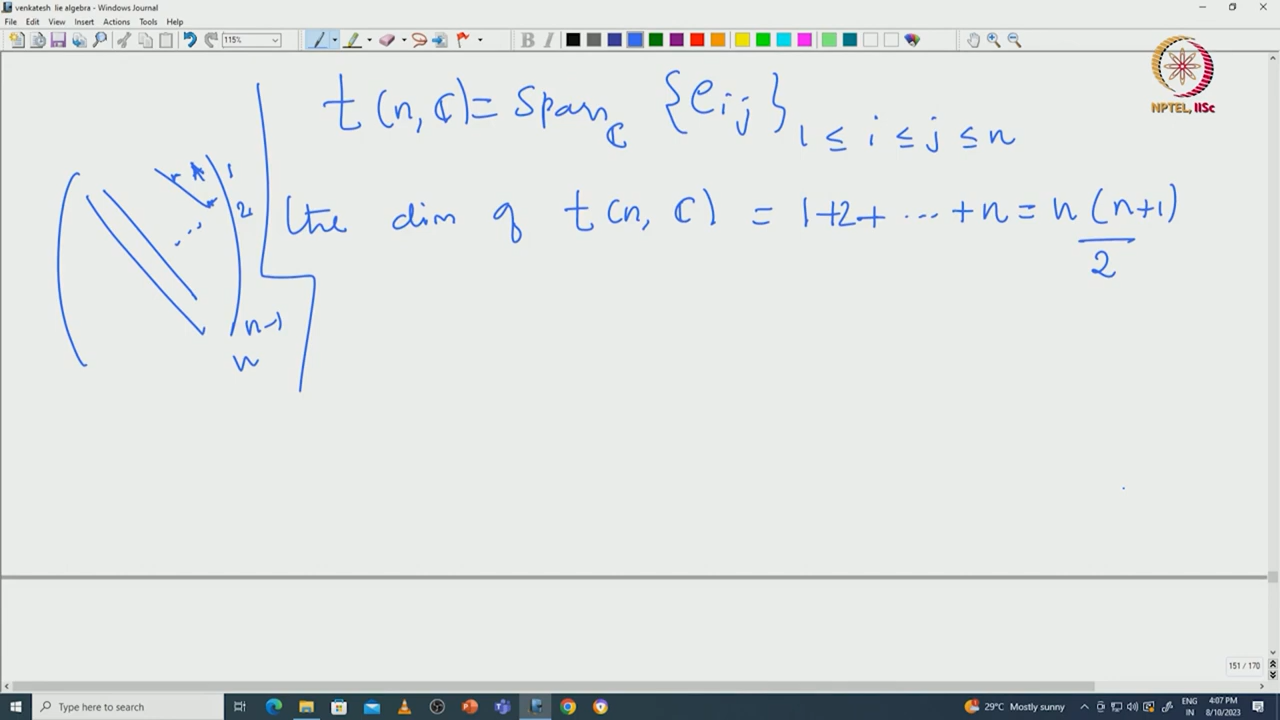 venkatesh lie algebra - Windows Journal
File Edit View Insert Actions Tools Help
115%
B I
NPTEL, IISc
t(n, ℂ) = Span_ℂ {e_ij} 1 ≤ i ≤ j ≤ n
* 1
2
⋰
n-1
n
the dim of t(n, ℂ) = 1+2+ ... +n = n(n+1)/2
151 / 170
Type here to search
29°C Mostly sunny
ENG
IN
4:07 PM
8/10/2023